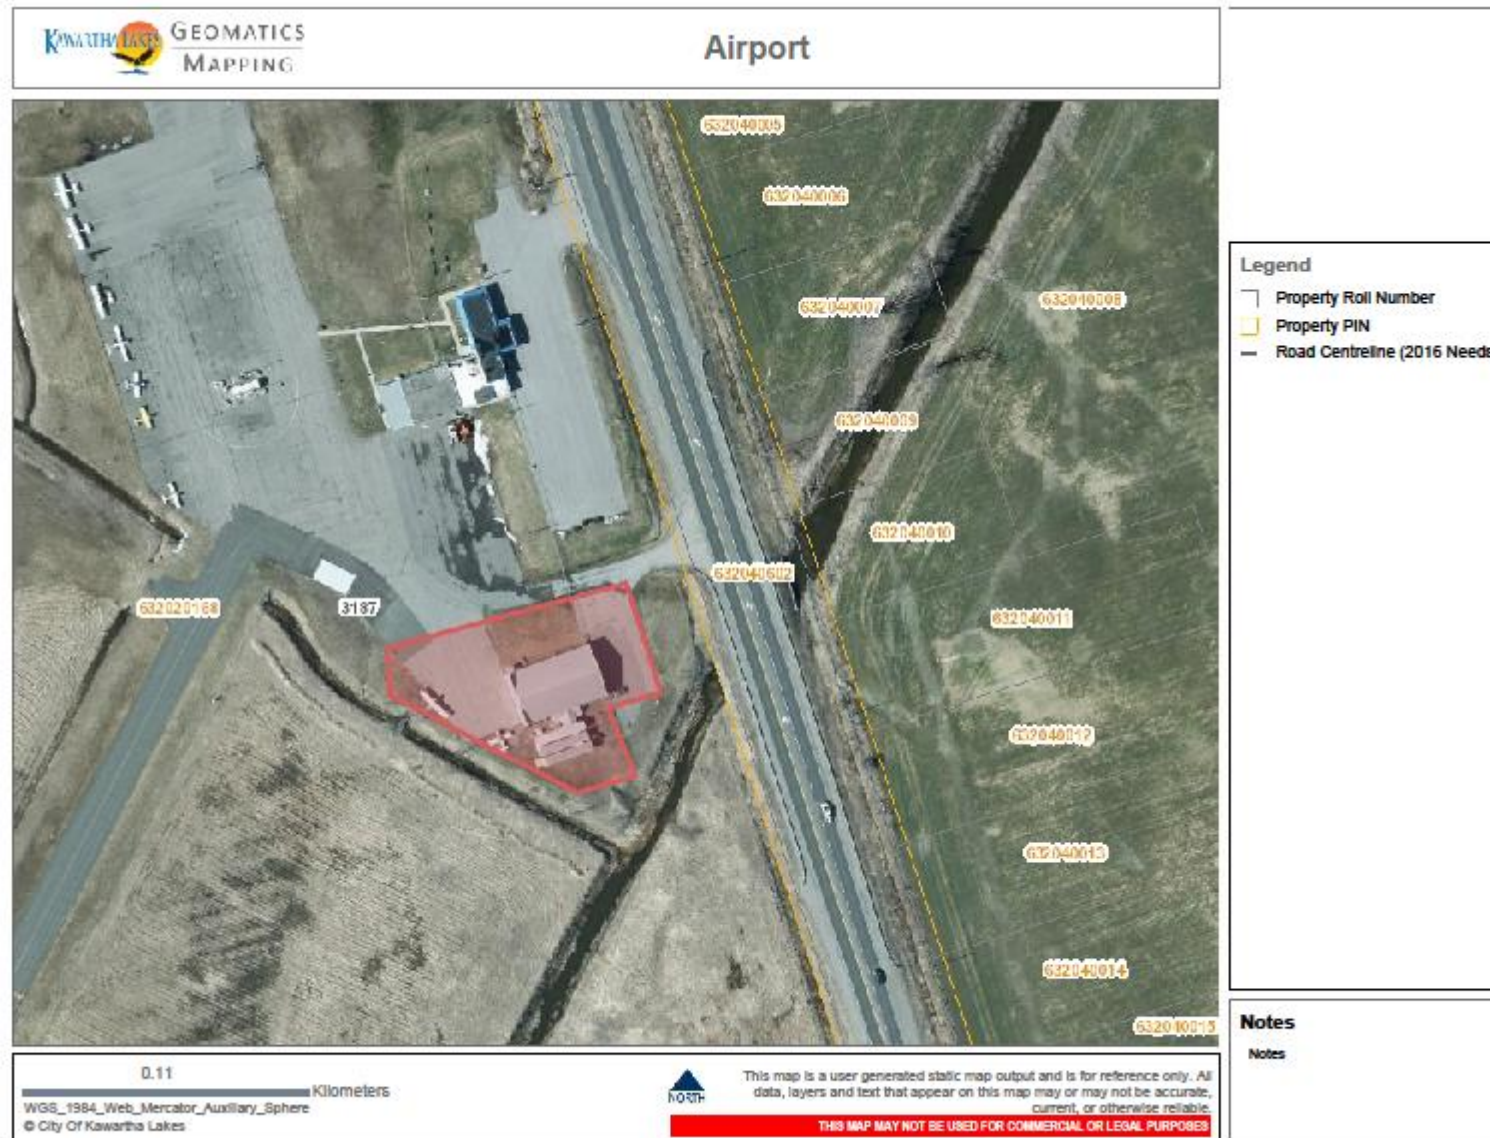 KAWARTHA LAKES
GEOMATICS
MAPPING
Airport
632040005
632040006
632040007
632040008
632040009
632040010
632040602
632020168
3187
632040011
632040012
632040013
632040014
632040015
Legend
Property Roll Number
Property PIN
Road Centreline (2016 Needs
Notes
Notes
0.11
Kilometers
WGS_1984_Web_Mercator_Auxiliary_Sphere
© City Of Kawartha Lakes
NORTH
This map is a user generated static map output and is for reference only. All
data, layers and text that appear on this map may or may not be accurate,
current, or otherwise reliable.
THIS MAP MAY NOT BE USED FOR COMMERCIAL OR LEGAL PURPOSES